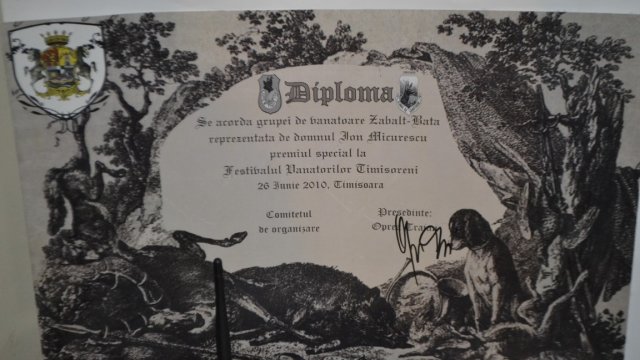 Diploma
Se acorda grupei de vanatoare Zabalt-Bata
reprezentata de domnul Ion Micurescu
premiul special la
Festivalul Vanatorilor Timisoreni
26 Iunie 2010, Timisoara
Comitetul
de organizare
Presedinte:
Opres